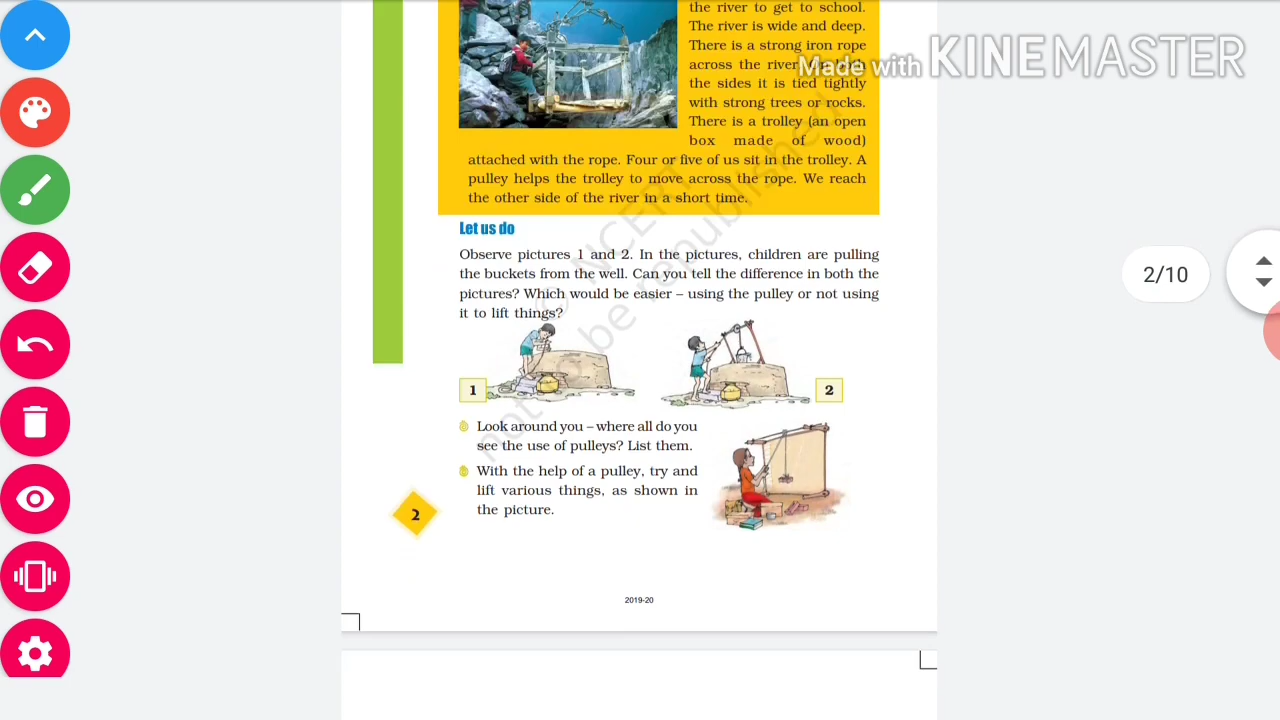 the river to get to school.
The river is wide and deep.
There is a strong iron rope
across the river. On both
the sides it is tied tightly
with strong trees or rocks.
There is a trolley (an open
box made of wood)
attached with the rope. Four or five of us sit in the trolley. A
pulley helps the trolley to move across the rope. We reach
the other side of the river in a short time.
Made with KINEMASTER
Let us do
Observe pictures 1 and 2. In the pictures, children are pulling
the buckets from the well. Can you tell the difference in both the
pictures? Which would be easier – using the pulley or not using
it to lift things?
1
2
Look around you – where all do you
see the use of pulleys? List them.
With the help of a pulley, try and
lift various things, as shown in
the picture.
2
2019-20
2/10
© NCERT
not to be republished